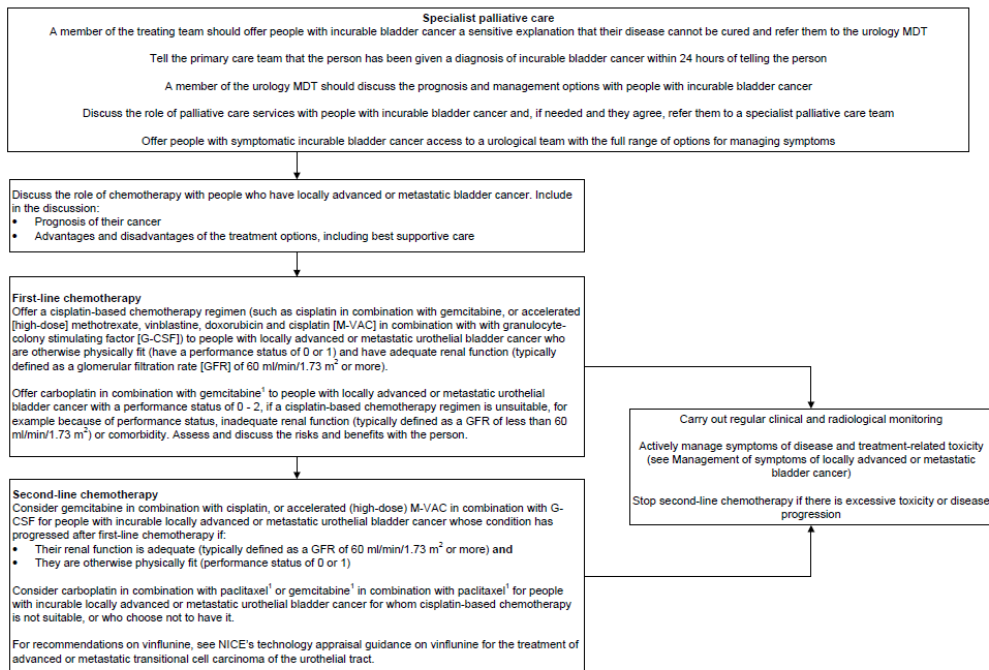 Specialist palliative care
A member of the treating team should offer people with incurable bladder cancer a sensitive explanation that their disease cannot be cured and refer them to the urology MDT
Tell the primary care team that the person has been given a diagnosis of incurable bladder cancer within 24 hours of telling the person
A member of the urology MDT should discuss the prognosis and management options with people with incurable bladder cancer
Discuss the role of palliative care services with people with incurable bladder cancer and, if needed and they agree, refer them to a specialist palliative care team
Offer people with symptomatic incurable bladder cancer access to a urological team with the full range of options for managing symptoms
Discuss the role of chemotherapy with people who have locally advanced or metastatic bladder cancer. Include
in the discussion:
• Prognosis of their cancer
• Advantages and disadvantages of the treatment options, including best supportive care
First-line chemotherapy
Offer a cisplatin-based chemotherapy regimen (such as cisplatin in combination with gemcitabine, or accelerated
[high-dose] methotrexate, vinblastine, doxorubicin and cisplatin [M-VAC] in combination with with granulocyte-
colony stimulating factor [G-CSF]) to people with locally advanced or metastatic urothelial bladder cancer who
are otherwise physically fit (have a performance status of 0 or 1) and have adequate renal function (typically
defined as a glomerular filtration rate [GFR] of 60 ml/min/1.73 m² or more).
Offer carboplatin in combination with gemcitabine¹ to people with locally advanced or metastatic urothelial
bladder cancer with a performance status of 0 - 2, if a cisplatin-based chemotherapy regimen is unsuitable, for
example because of performance status, inadequate renal function (typically defined as a GFR of less than 60
ml/min/1.73 m²) or comorbidity. Assess and discuss the risks and benefits with the person.
Second-line chemotherapy
Consider gemcitabine in combination with cisplatin, or accelerated (high-dose) M-VAC in combination with G-
CSF for people with incurable locally advanced or metastatic urothelial bladder cancer whose condition has
progressed after first-line chemotherapy if:
• Their renal function is adequate (typically defined as a GFR of 60 ml/min/1.73 m² or more) and
• They are otherwise physically fit (performance status of 0 or 1)
Consider carboplatin in combination with paclitaxel¹ or gemcitabine¹ in combination with paclitaxel¹ for people
with incurable locally advanced or metastatic urothelial bladder cancer for whom cisplatin-based chemotherapy
is not suitable, or who choose not to have it.
For recommendations on vinflunine, see NICE's technology appraisal guidance on vinflunine for the treatment of
advanced or metastatic transitional cell carcinoma of the urothelial tract.
Carry out regular clinical and radiological monitoring
Actively manage symptoms of disease and treatment-related toxicity
(see Management of symptoms of locally advanced or metastatic
bladder cancer)
Stop second-line chemotherapy if there is excessive toxicity or disease
progression